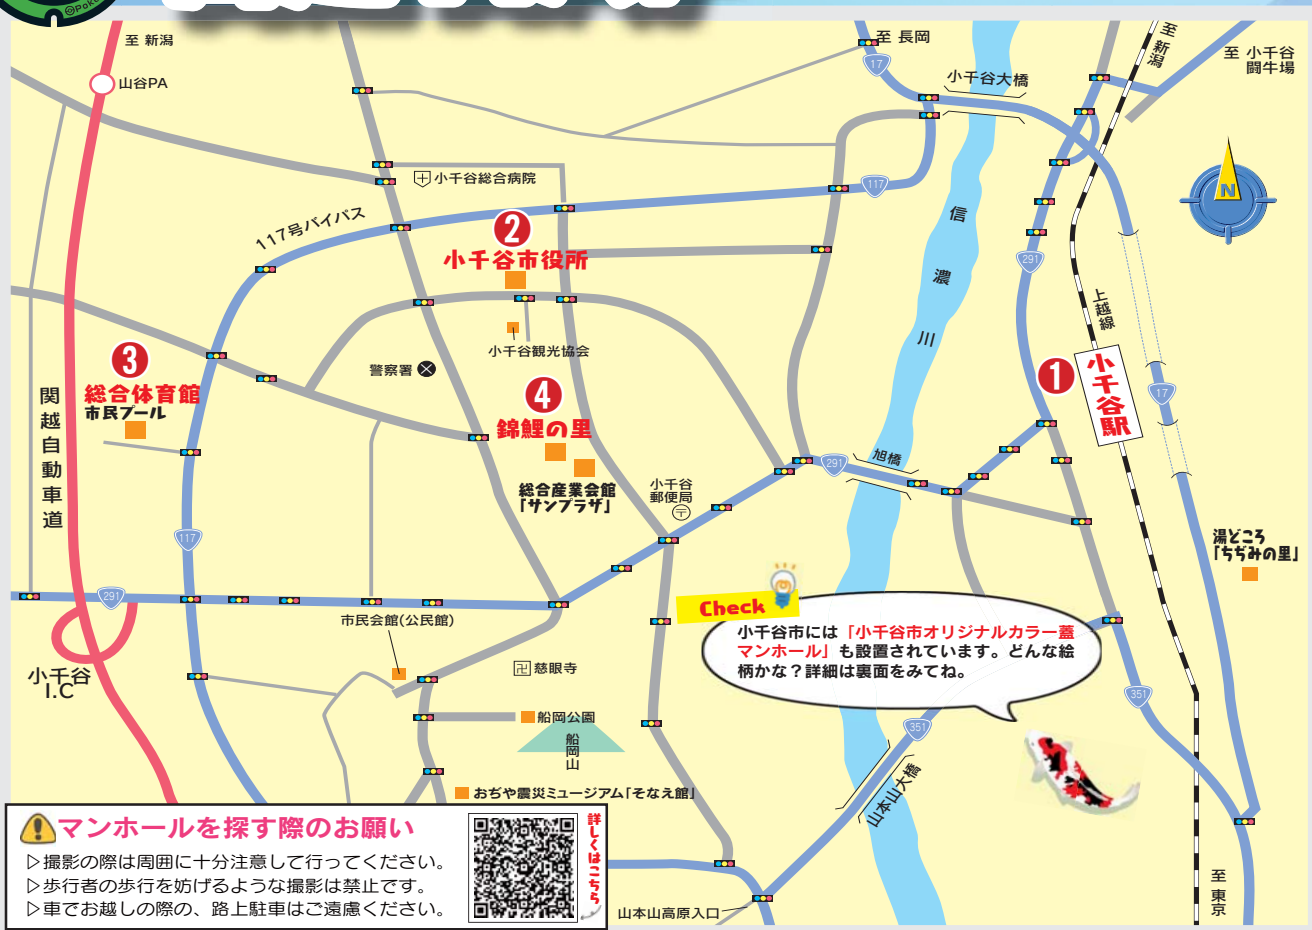 ©Poké
至 新潟
山谷PA
至 長岡
17
小千谷大橋
至 新潟
至 小千谷
闘牛場
小千谷総合病院
117
117号バイパス
信濃川
N
2
小千谷市役所
291
上越線
小千谷観光協会
警察署
3
総合体育館
市民プール
関越自動車道
4
錦鯉の里
1
小千谷駅
17
総合産業会館
「サンプラザ」
小千谷
郵便局
〒
291
旭橋
117
湯どころ
「ちぢみの里」
291
小千谷
I.C
市民会館(公民館)
卍 慈眼寺
Check
小千谷市には「小千谷市オリジナルカラー蓋
マンホール」も設置されています。どんな絵
柄かな？詳細は裏面をみてね。
351
351
船岡公園
船岡山
おぢや震災ミュージアム「そなえ館」
山本山大橋
マンホールを探す際のお願い
▷撮影の際は周囲に十分注意して行ってください。
▷歩行者の歩行を妨げるような撮影は禁止です。
▷車でお越しの際の、路上駐車はご遠慮ください。
詳しくはこちら
山本山高原入口
至 東京